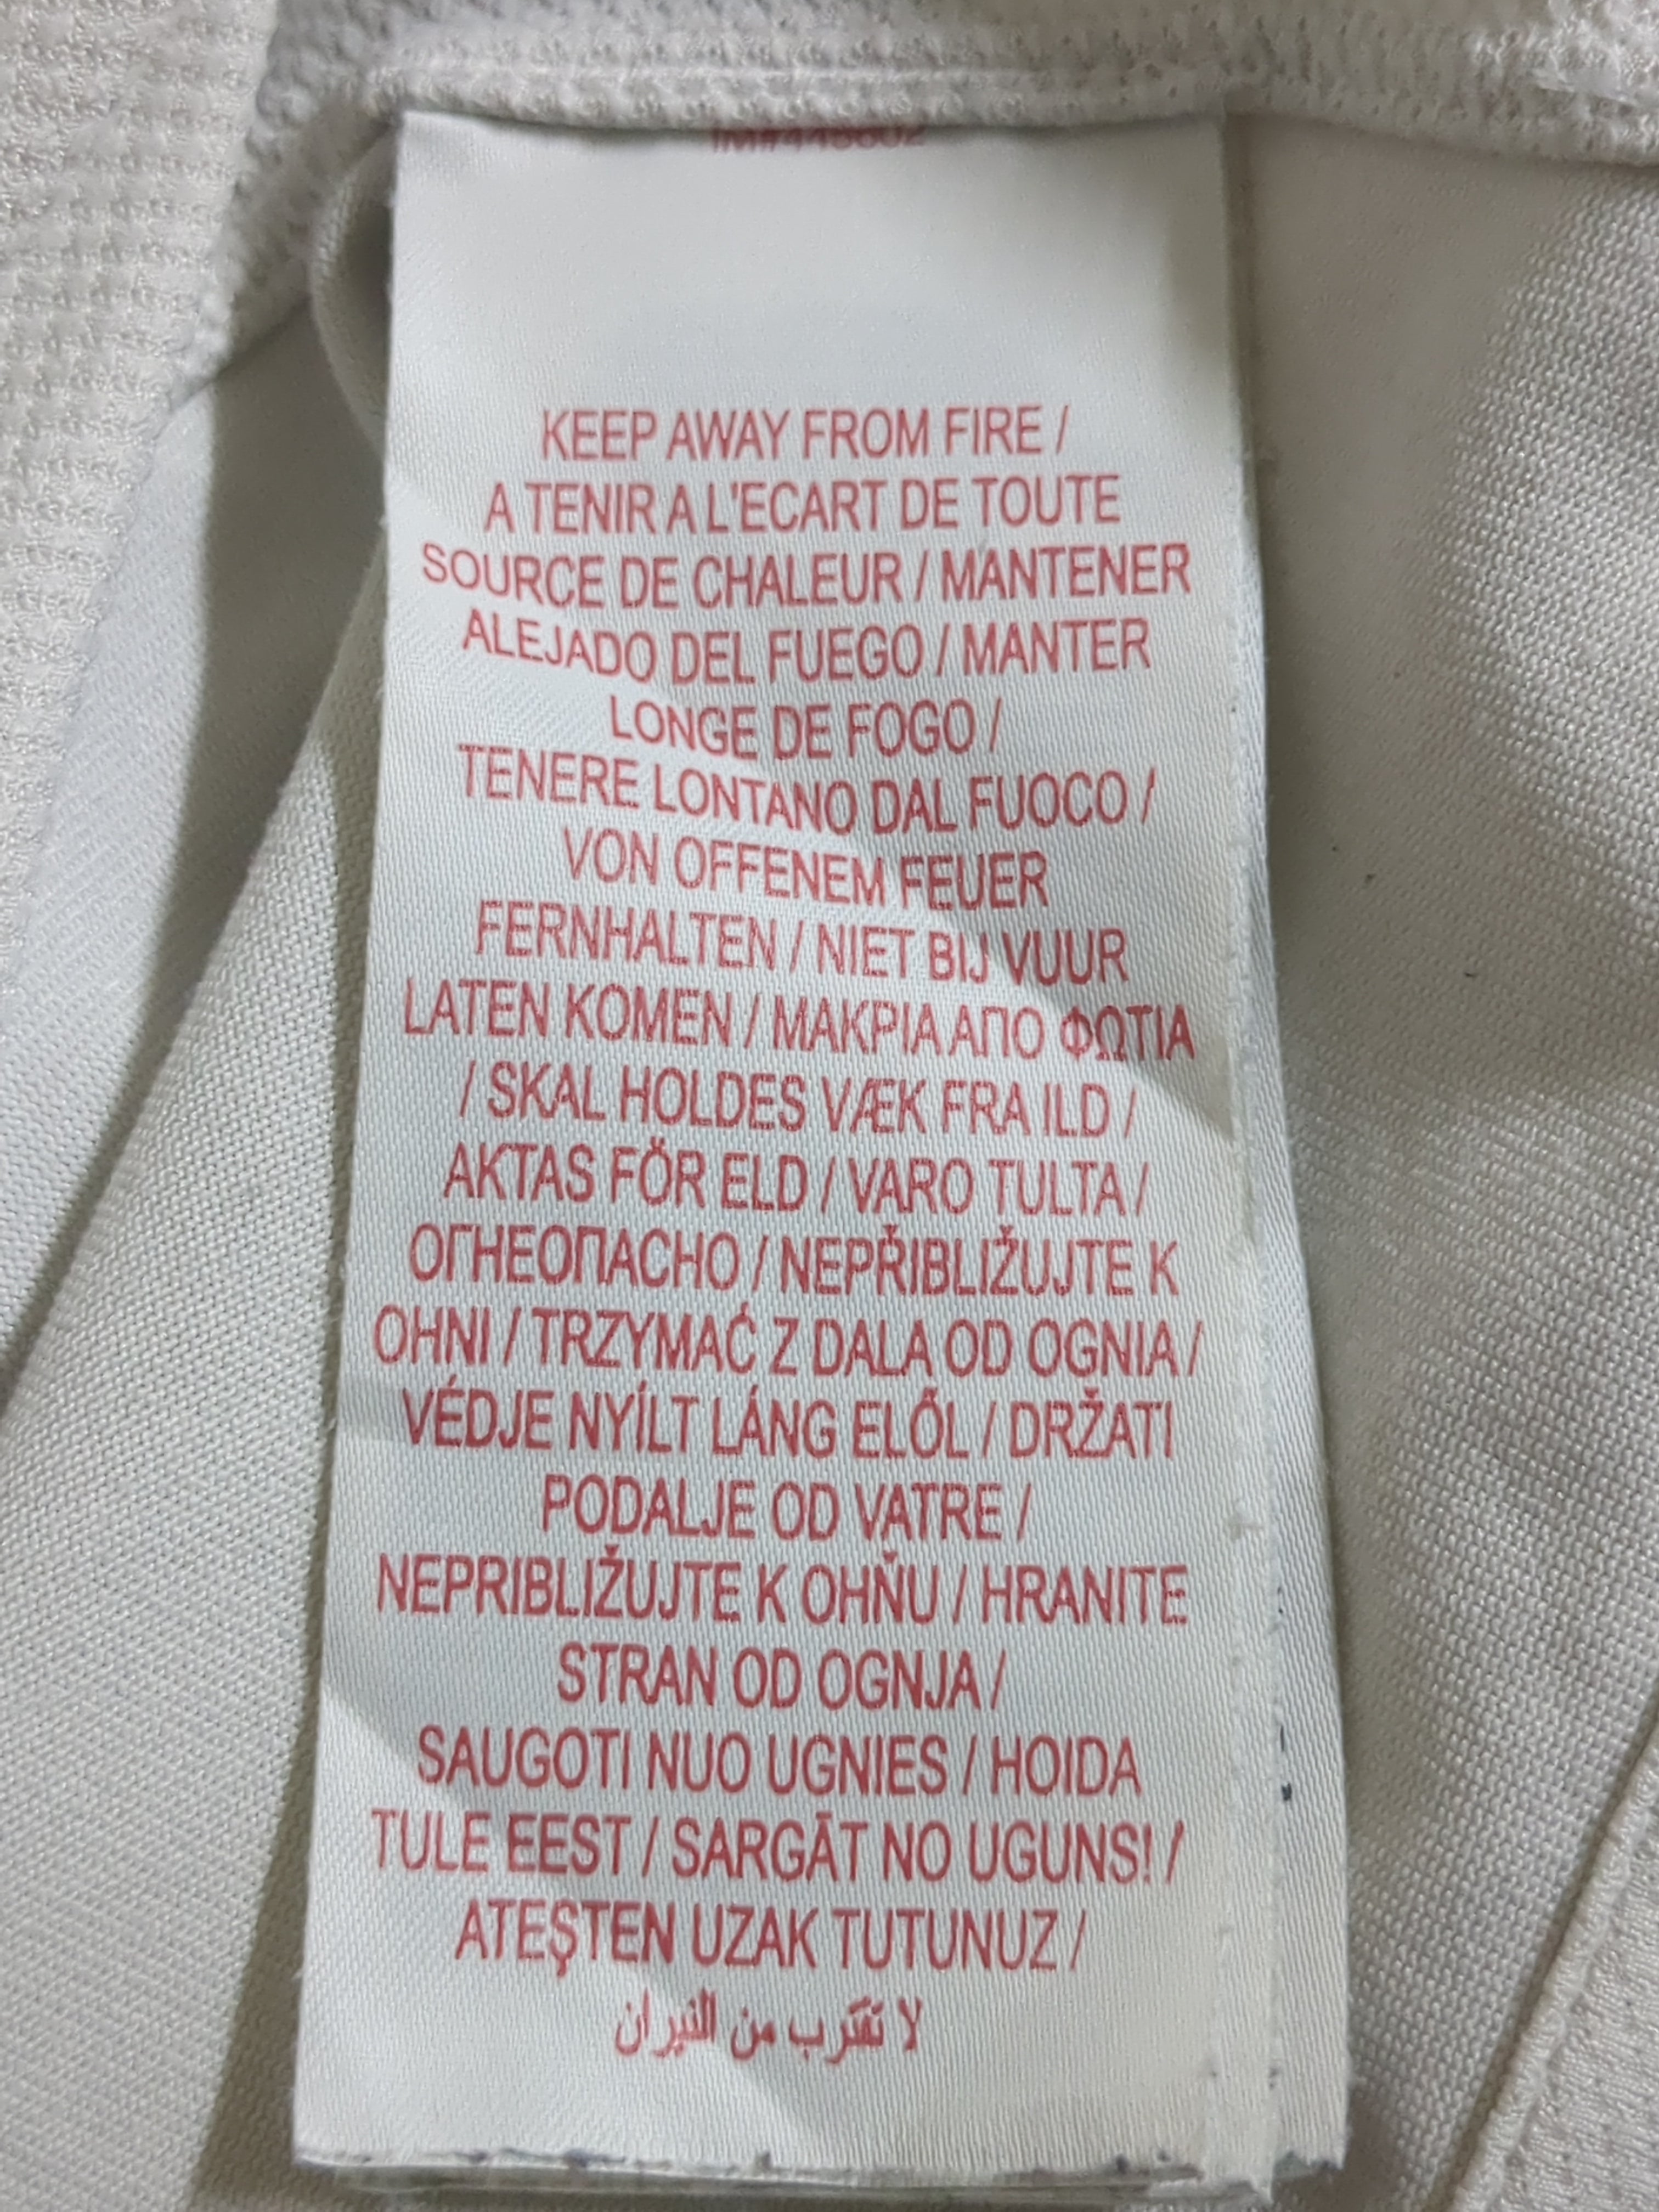 KEEP AWAY FROM FIRE /
A TENIR A L'ECART DE TOUTE
SOURCE DE CHALEUR / MANTENER
ALEJADO DEL FUEGO / MANTER
LONGE DE FOGO /
TENERE LONTANO DAL FUOCO /
VON OFFENEM FEUER
FERNHALTEN / NIET BIJ VUUR
LATEN KOMEN / ΜΑΚΡΙΑ ΑΠΟ ΦΩΤΙΑ
/ SKAL HOLDES VÆK FRA ILD /
AKTAS FÖR ELD / VARO TULTA /
ОГНЕОПАСНО / NEPŘIBLIŽUJTE K
OHNI / TRZYMAĆ Z DALA OD OGNIA /
VÉDJE NYÍLT LÁNG ELŐL / DRŽATI
PODALJE OD VATRE /
NEPRIBLIŽUJTE K OHŇU / HRANITE
STRAN OD OGNJA /
SAUGOTI NUO UGNIES / HOIDA
TULE EEST / SARGĀT NO UGUNS! /
ATEŞTEN UZAK TUTUNUZ /
لا تقترب من النيران